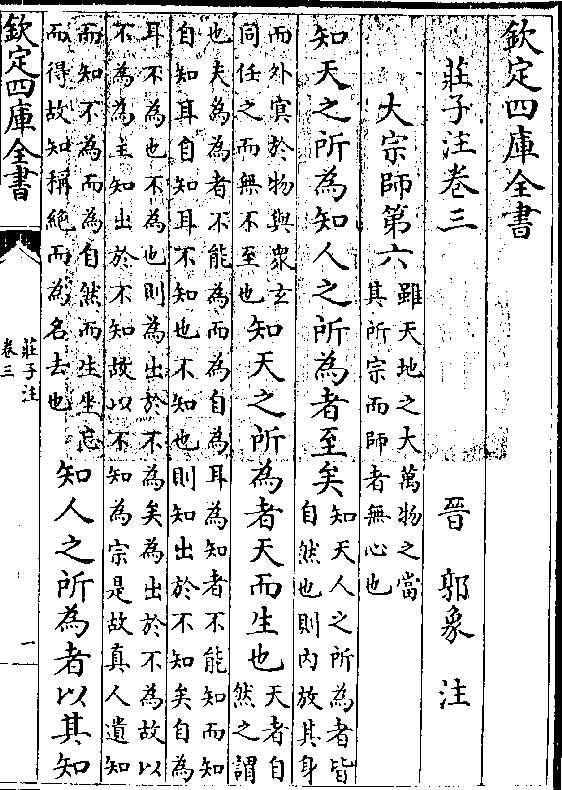 欽定四庫全書
莊子注卷三　晉　郭象　注
大宗師第六
雖天地之大萬物之當
其所宗而師者無心也
知天之所為知人之所為者至矣
知天人之所為者皆
自然也則内放其身
而外㝠於物與衆玄
同任之而無不至也
知天之所為者天而生也
天者自
然之謂
也夫為為者不能為而為自為耳為知者不能知而知
自知耳自知耳不知也不知也則知出於不知矣自為
耳不為也不為也則為出於不為矣為出於不為故以
不為為主知出於不知故以不知為宗是故真人遺知
而知不為而為自然而生坐忘
而得故知稱絶而為名去也
知人之所為者以其知
欽定四庫全書
莊子注
卷三
一